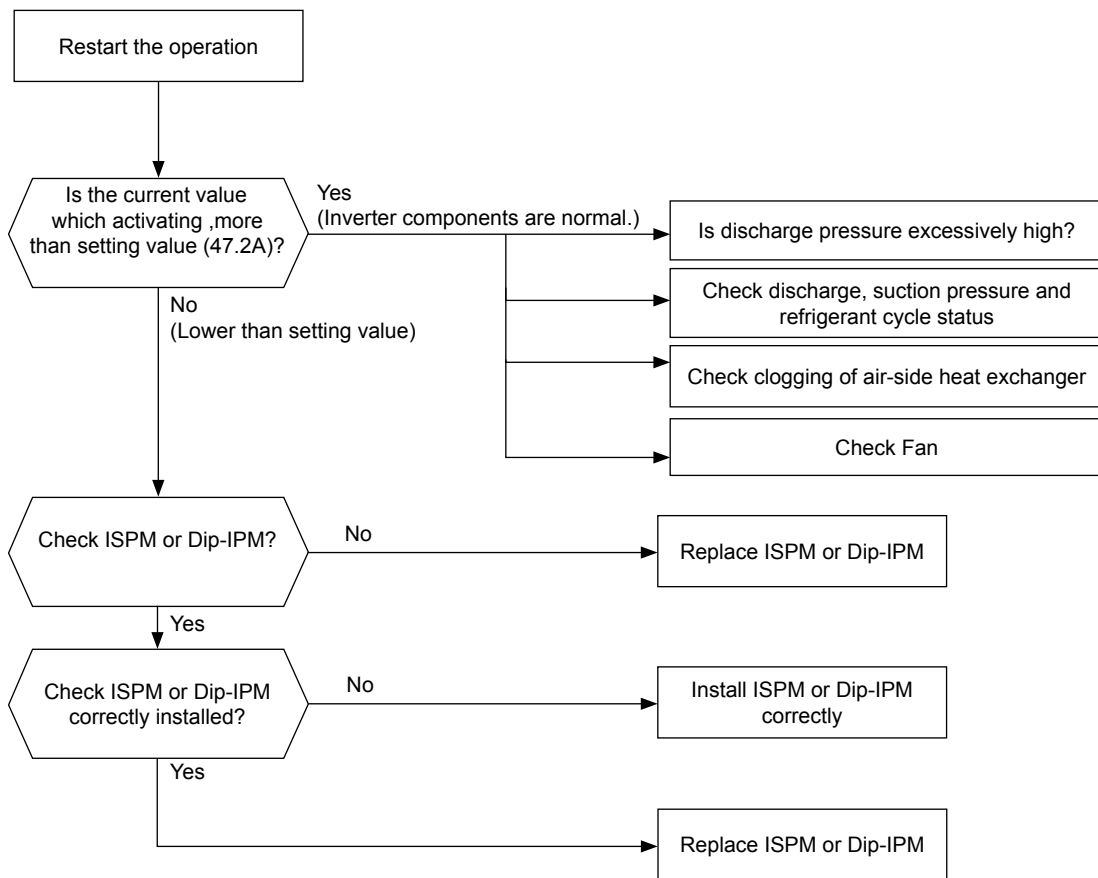 Restart the operation
Is the current value
which activating ,more
than setting value (47.2A)?
Yes
(Inverter components are normal.)
Is discharge pressure excessively high?
Check discharge, suction pressure and
refrigerant cycle status
Check clogging of air-side heat exchanger
Check Fan
No
(Lower than setting value)
Check ISPM or Dip-IPM?
No
Replace ISPM or Dip-IPM
Yes
Check ISPM or Dip-IPM
correctly installed?
No
Install ISPM or Dip-IPM
correctly
Yes
Replace ISPM or Dip-IPM